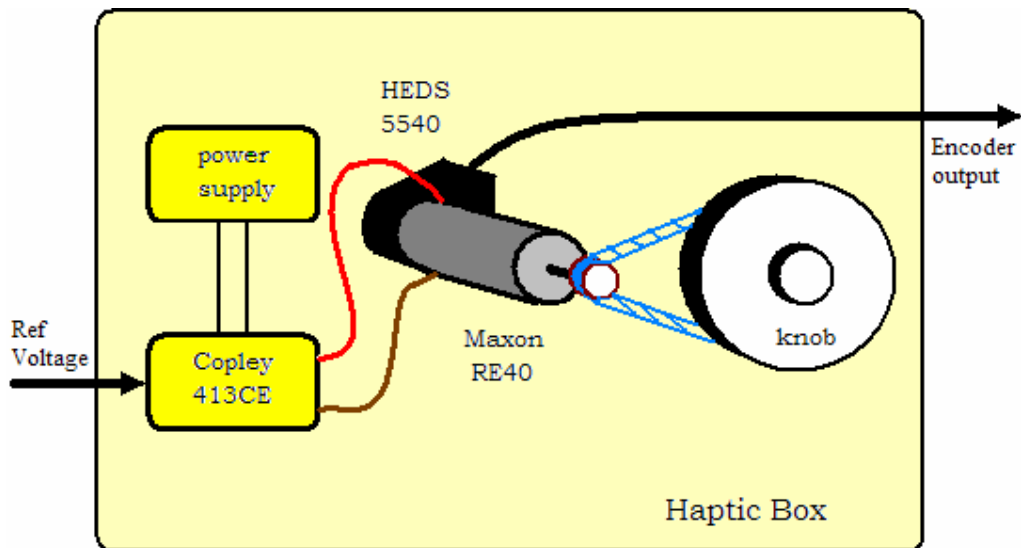 HEDS
5540
power
supply
Encoder
output
Ref
Voltage
Copley
413CE
Maxon
RE40
knob
Haptic Box